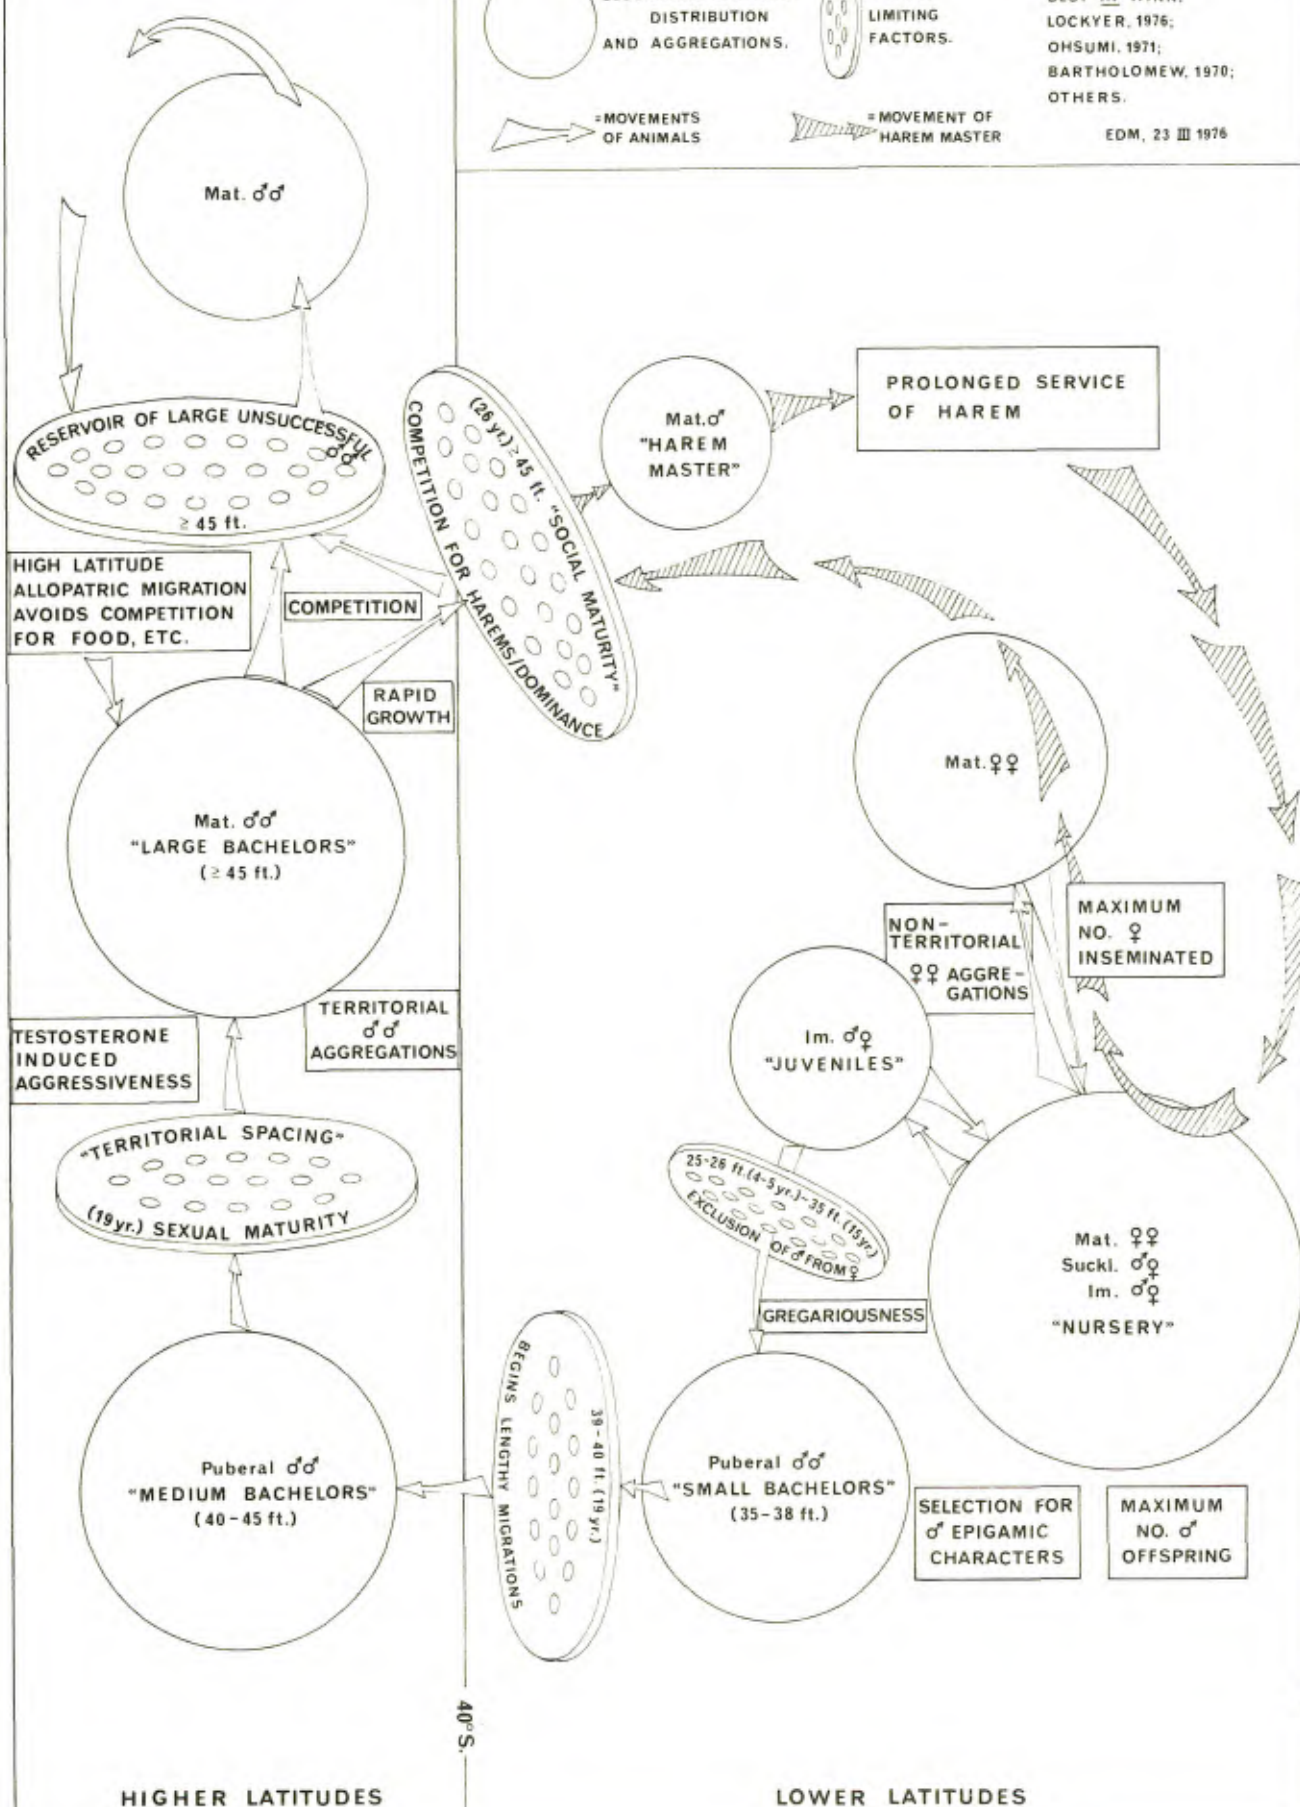 DISTRIBUTION
AND AGGREGATIONS.
LIMITING
FACTORS.
LOCKYER, 1976;
OHSUMI, 1971;
BARTHOLOMEW, 1970;
OTHERS.
=MOVEMENTS
OF ANIMALS
=MOVEMENT OF
HAREM MASTER
EDM, 23 III 1976
Mat. ♂♂
RESERVOIR OF LARGE UNSUCCESSFUL
♂♂
≥ 45 ft.
(26 yr.) ≥ 45 ft. "SOCIAL MATURITY"
COMPETITION FOR HAREMS/DOMINANCE
Mat.♂
"HAREM
MASTER"
PROLONGED SERVICE
OF HAREM
HIGH LATITUDE
ALLOPATRIC MIGRATION
AVOIDS COMPETITION
FOR FOOD, ETC.
COMPETITION
RAPID
GROWTH
Mat. ♂♂
"LARGE BACHELORS"
(≥ 45 ft.)
Mat.♀♀
NON-
TERRITORIAL
♀♀ AGGRE-
GATIONS
MAXIMUM
NO. ♀
INSEMINATED
TESTOSTERONE
INDUCED
AGGRESSIVENESS
TERRITORIAL
♂♂
AGGREGATIONS
Im. ♂♀
"JUVENILES"
"TERRITORIAL SPACING"
(19yr.) SEXUAL MATURITY
25-26 ft.(4-5yr.)-35 ft.(15yr.)
EXCLUSION OF ♂ FROM ♀
Mat. ♀♀
Suckl. ♂♀
Im. ♂♀
"NURSERY"
GREGARIOUSNESS
BEGINS LENGTHY MIGRATIONS
39-40 ft.(19 yr.)
Puberal ♂♂
"MEDIUM BACHELORS"
(40-45 ft.)
Puberal ♂♂
"SMALL BACHELORS"
(35-38 ft.)
SELECTION FOR
♂ EPIGAMIC
CHARACTERS
MAXIMUM
NO. ♂
OFFSPRING
40°S.
HIGHER LATITUDES
LOWER LATITUDES